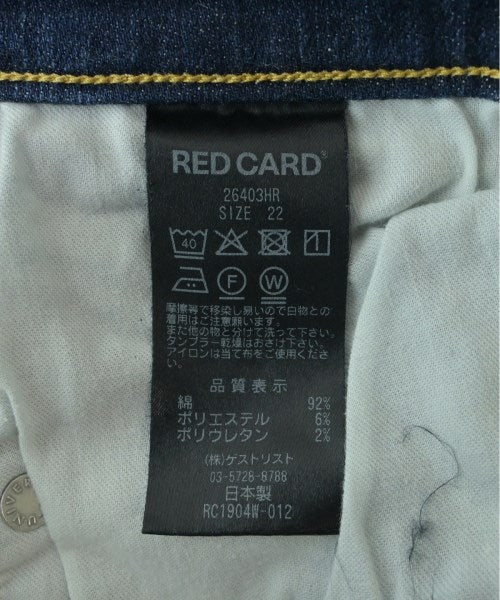 RED CARD®
26403HR
SIZE 22
40
F W
摩擦等で移染し易いので白物との
着用はご注意願います。
また他の物と分けて洗って下さい。
タンブラー乾燥はおさけ下さい。
アイロンは当て布をご使用くださ
い。
品質表示
綿 92%
ポリエステル 6%
ポリウレタン 2%
(株)ゲストリスト
03-5728-8788
日本製
RC1904W-012
UNIVE